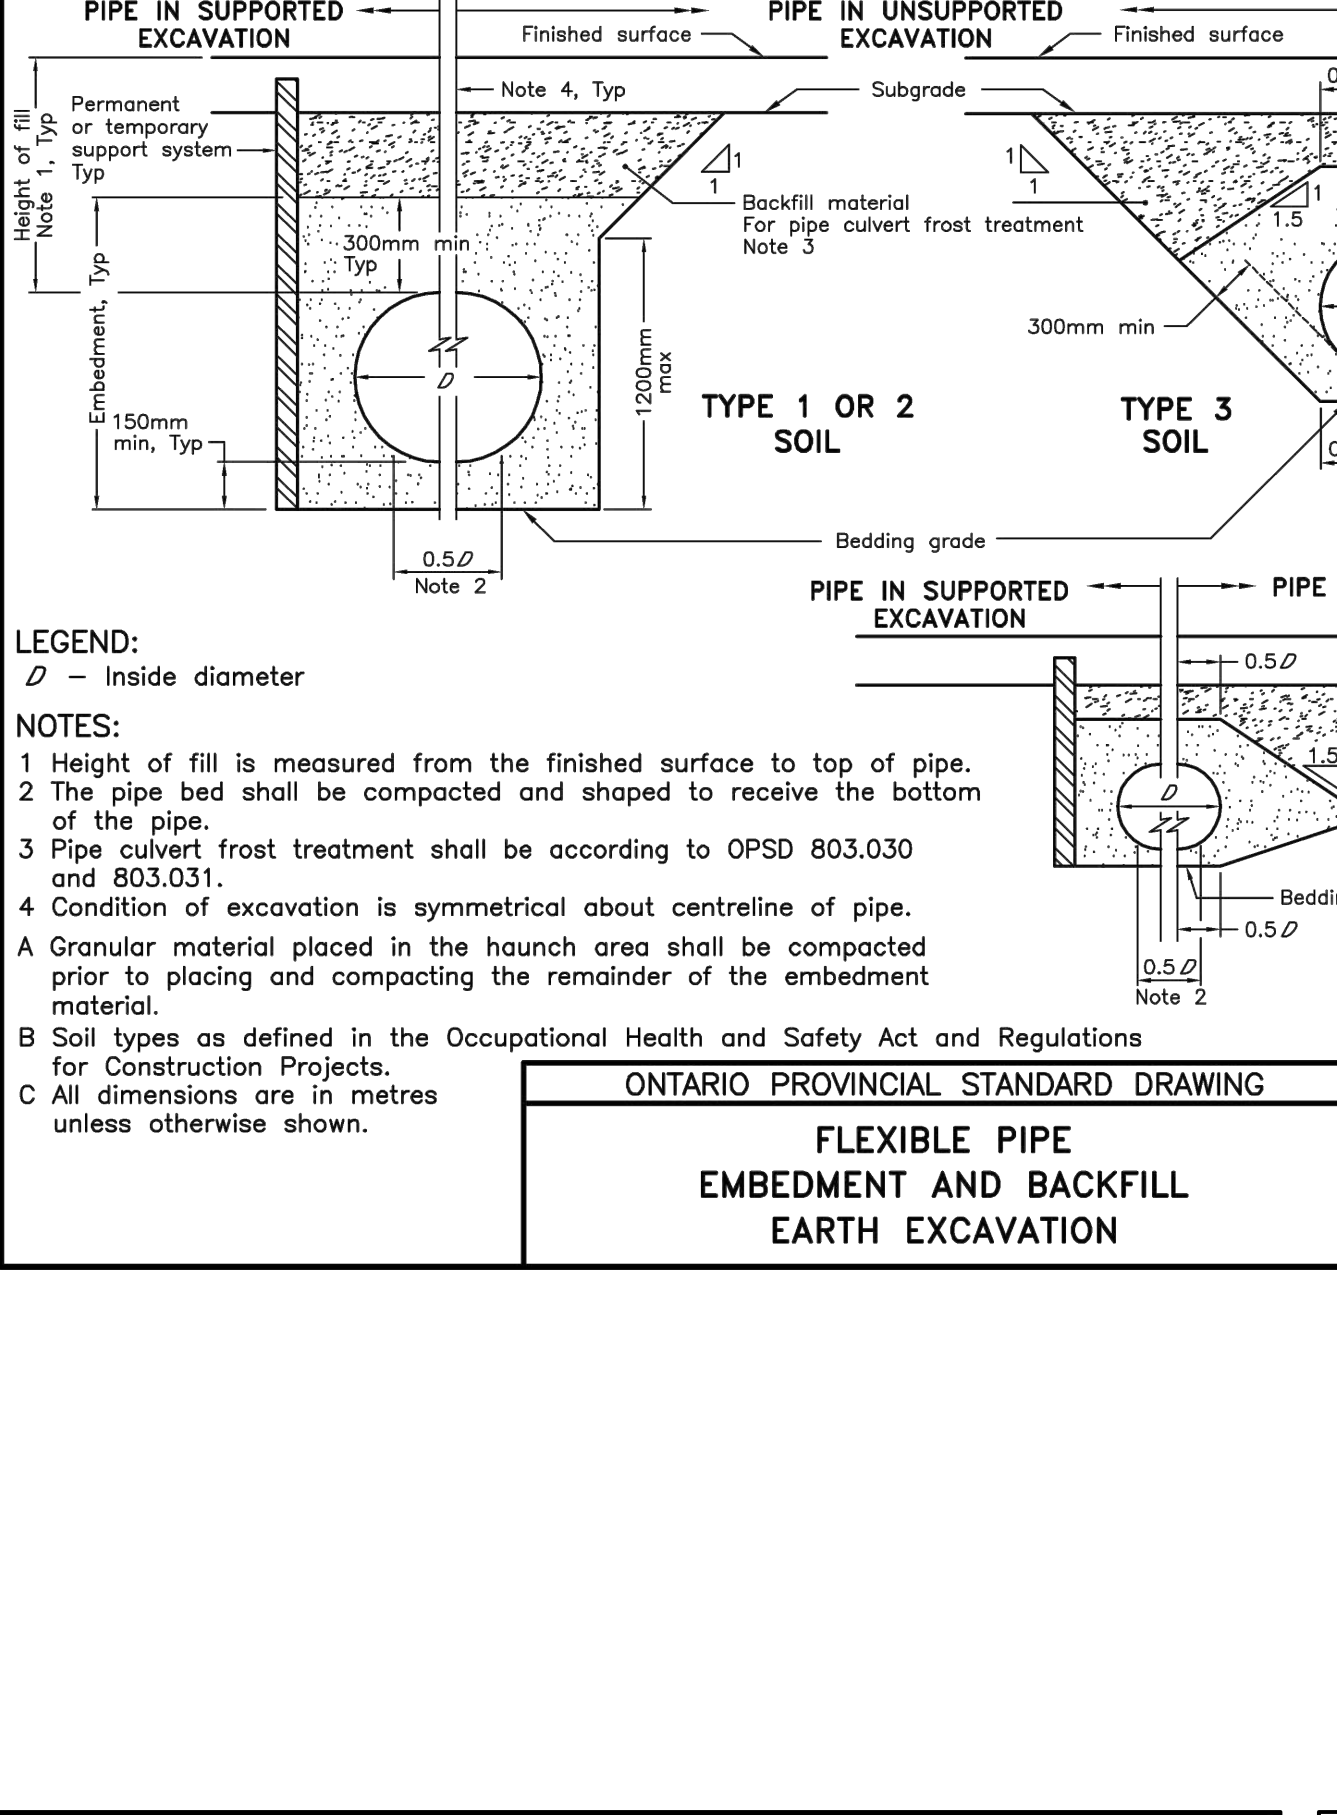 PIPE IN SUPPORTED
EXCAVATION
PIPE IN UNSUPPORTED
EXCAVATION
Finished surface
Finished surface
Note 4, Typ
Subgrade
Height of fill
Note 1, Typ
Permanent
or temporary
support system
Typ
1
1
1
1
Backfill material
For pipe culvert frost treatment
Note 3
1
1.5
300mm min
Typ
Embedment, Typ
300mm min
1200mm
max
D
150mm
min, Typ
TYPE 1 OR 2
SOIL
TYPE 3
SOIL
Bedding grade
0.5D
Note 2
PIPE IN SUPPORTED
EXCAVATION
PIPE
0.5D
1.5
D
0.5D
0.5D
Note 2
LEGEND:
D – Inside diameter
NOTES:
1 Height of fill is measured from the finished surface to top of pipe.
2 The pipe bed shall be compacted and shaped to receive the bottom
of the pipe.
3 Pipe culvert frost treatment shall be according to OPSD 803.030
and 803.031.
4 Condition of excavation is symmetrical about centreline of pipe.
A Granular material placed in the haunch area shall be compacted
prior to placing and compacting the remainder of the embedment
material.
B Soil types as defined in the Occupational Health and Safety Act and Regulations
for Construction Projects.
C All dimensions are in metres
unless otherwise shown.
ONTARIO PROVINCIAL STANDARD DRAWING
FLEXIBLE PIPE
EMBEDMENT AND BACKFILL
EARTH EXCAVATION